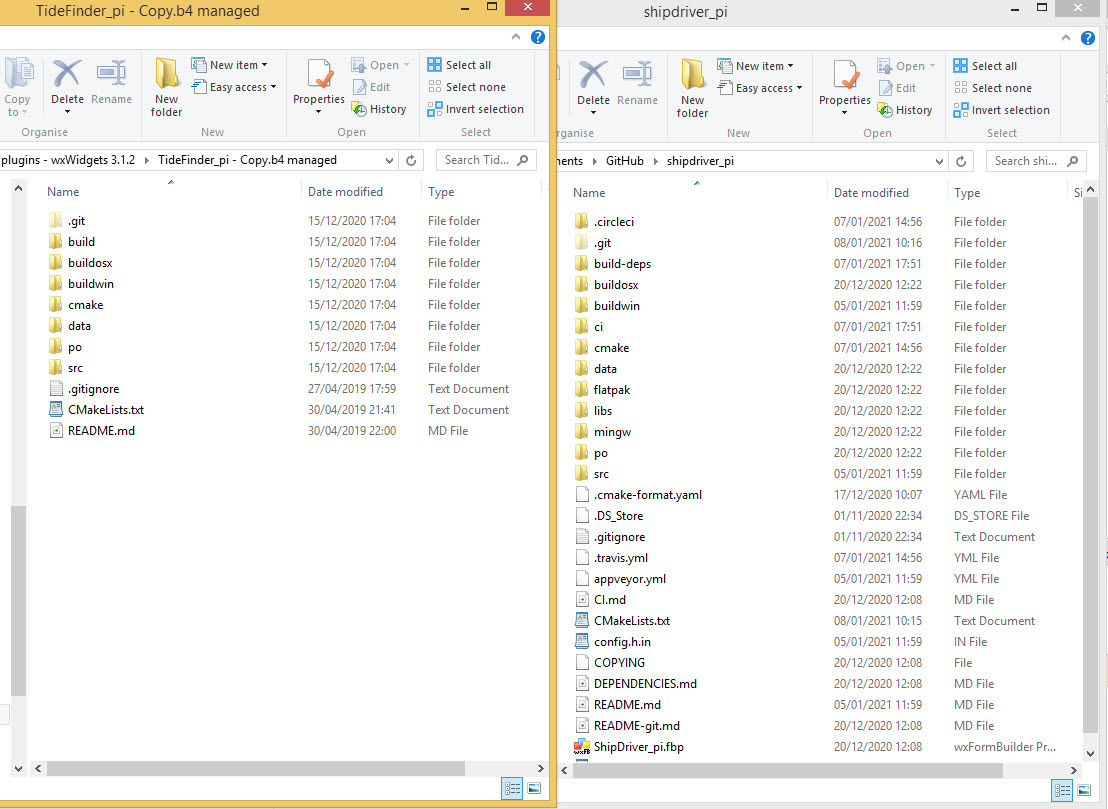 TideFinder_pi - Copy.b4 managed
Copy to
Delete
Rename
Organise
New folder
New item
Easy access
New
Properties
Open
Edit
History
Open
Select all
Select none
Invert selection
Select
plugins - wxWidgets 3.1.2 TideFinder_pi - Copy.b4 managed
Search Tid...
Name Date modified Type
.git 15/12/2020 17:04 File folder
build 15/12/2020 17:04 File folder
buildosx 15/12/2020 17:04 File folder
buildwin 15/12/2020 17:04 File folder
cmake 15/12/2020 17:04 File folder
data 15/12/2020 17:04 File folder
po 15/12/2020 17:04 File folder
src 15/12/2020 17:04 File folder
.gitignore 27/04/2019 17:59 Text Document
CMakeLists.txt 30/04/2019 21:41 Text Document
README.md 30/04/2019 22:00 MD File
shipdriver_pi
Delete
Rename
rganise
New folder
New item
Easy access
New
Properties
Open
Edit
History
Open
Select all
Select none
Invert selection
Select
ents GitHub shipdriver_pi
Search shi...
Name Date modified Type Si
.circleci 07/01/2021 14:56 File folder
.git 08/01/2021 10:16 File folder
build-deps 07/01/2021 17:51 File folder
buildosx 20/12/2020 12:22 File folder
buildwin 05/01/2021 11:59 File folder
ci 07/01/2021 17:51 File folder
cmake 07/01/2021 14:56 File folder
data 20/12/2020 12:22 File folder
flatpak 20/12/2020 12:22 File folder
libs 20/12/2020 12:22 File folder
mingw 20/12/2020 12:22 File folder
po 20/12/2020 12:22 File folder
src 05/01/2021 11:59 File folder
.cmake-format.yaml 17/12/2020 10:07 YAML File
.DS_Store 01/11/2020 22:34 DS_STORE File
.gitignore 01/11/2020 22:34 Text Document
.travis.yml 07/01/2021 14:56 YML File
appveyor.yml 05/01/2021 11:59 YML File
CI.md 20/12/2020 12:08 MD File
CMakeLists.txt 08/01/2021 10:15 Text Document
config.h.in 05/01/2021 11:59 IN File
COPYING 20/12/2020 12:08 File
DEPENDENCIES.md 20/12/2020 12:08 MD File
README.md 05/01/2021 11:59 MD File
README-git.md 20/12/2020 12:08 MD File
ShipDriver_pi.fbp 20/12/2020 12:08 wxFormBuilder Pr...